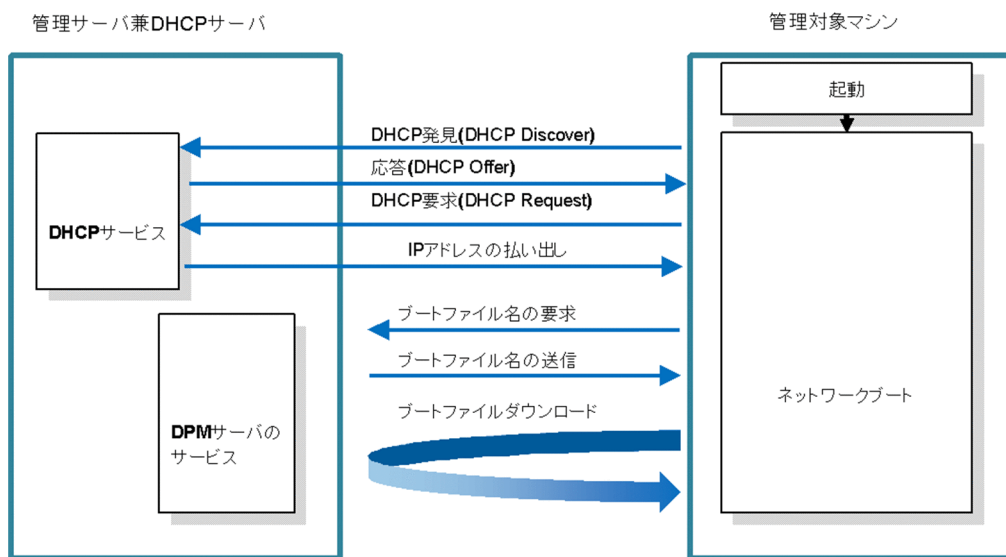 管理サーバ兼DHCPサーバ
管理対象マシン
起動
DHCP発見(DHCP Discover)
応答(DHCP Offer)
DHCP要求(DHCP Request)
DHCPサービス
IPアドレスの払い出し
ブートファイル名の要求
ブートファイル名の送信
ネットワークブート
ブートファイルダウンロード
DPMサーバの
サービス